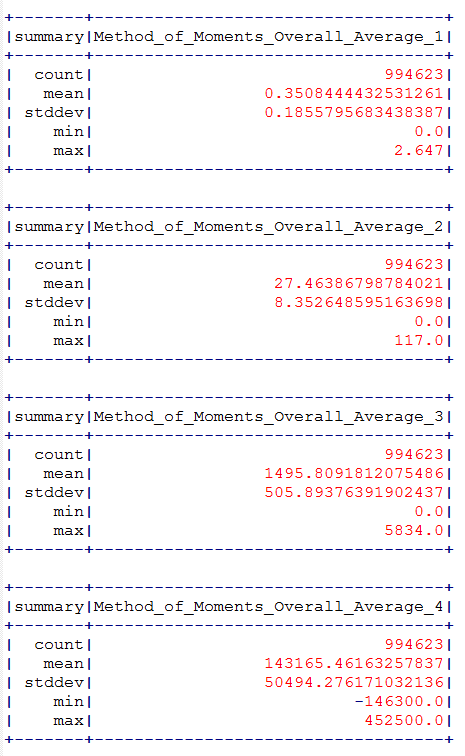 +-------+-----------------------------------+
|summary|Method_of_Moments_Overall_Average_1|
+-------+-----------------------------------+
|  count|                             994623|
|   mean|                 0.3508444432531261|
| stddev|                 0.1855795683438387|
|    min|                                0.0|
|    max|                              2.647|
+-------+-----------------------------------+

+-------+-----------------------------------+
|summary|Method_of_Moments_Overall_Average_2|
+-------+-----------------------------------+
|  count|                             994623|
|   mean|                  27.46386798784021|
| stddev|                  8.352648595163698|
|    min|                                0.0|
|    max|                              117.0|
+-------+-----------------------------------+

+-------+-----------------------------------+
|summary|Method_of_Moments_Overall_Average_3|
+-------+-----------------------------------+
|  count|                             994623|
|   mean|                 1495.8091812075486|
| stddev|                 505.89376391902437|
|    min|                                0.0|
|    max|                             5834.0|
+-------+-----------------------------------+

+-------+-----------------------------------+
|summary|Method_of_Moments_Overall_Average_4|
+-------+-----------------------------------+
|  count|                             994623|
|   mean|                 143165.46163257837|
| stddev|                 50494.276171032136|
|    min|                          -146300.0|
|    max|                           452500.0|
+-------+-----------------------------------+